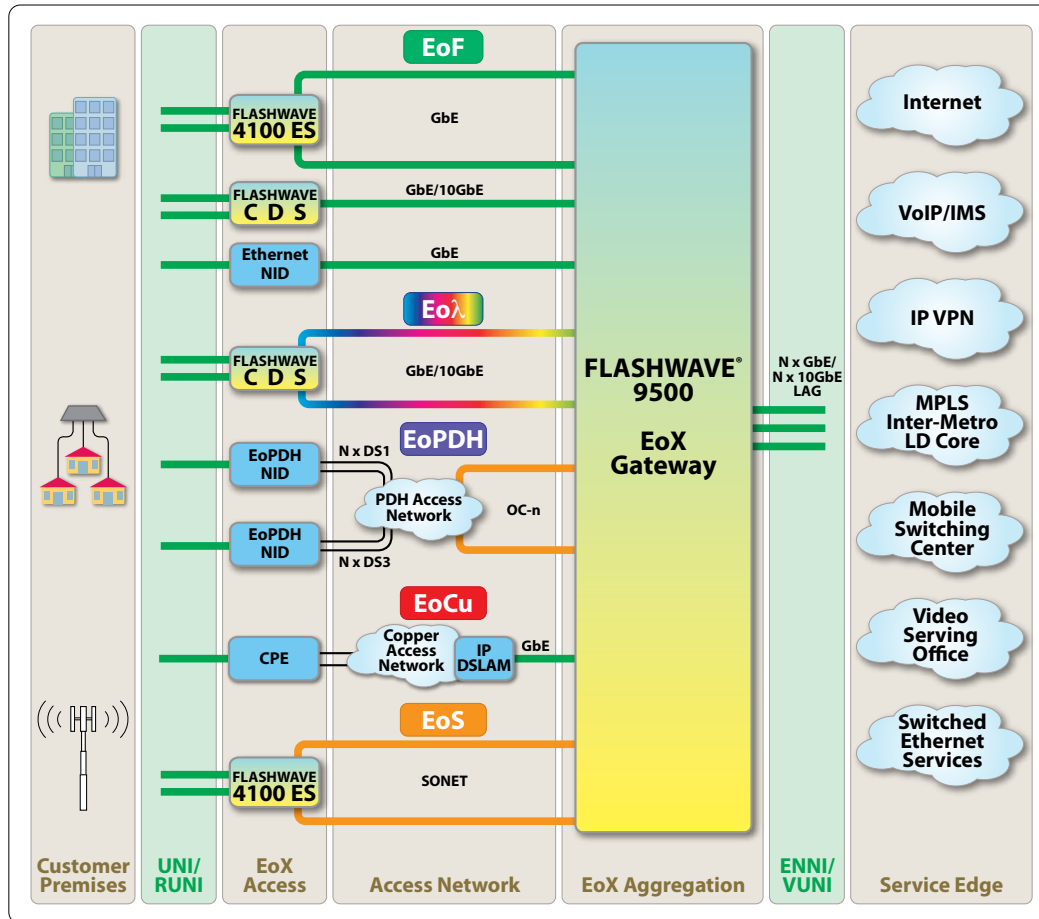 EoF
GbE
FLASHWAVE
4100 ES
GbE/10GbE
FLASHWAVE
C D S
Ethernet
NID
GbE
Eoλ
FLASHWAVE
C D S
GbE/10GbE
EoPDH
EoPDH
NID
N x DS1
PDH Access
Network
OC-n
EoPDH
NID
N x DS3
EoCu
CPE
Copper
Access
Network
IP
DSLAM
GbE
EoS
FLASHWAVE
4100 ES
SONET
FLASHWAVE®
9500
EoX
Gateway
N x GbE/
N x 10GbE
LAG
Internet
VoIP/IMS
IP VPN
MPLS
Inter-Metro
LD Core
Mobile
Switching
Center
Video
Serving
Office
Switched
Ethernet
Services
Customer
Premises
UNI/
RUNI
EoX
Access
Access Network
EoX Aggregation
ENNI/
VUNI
Service Edge